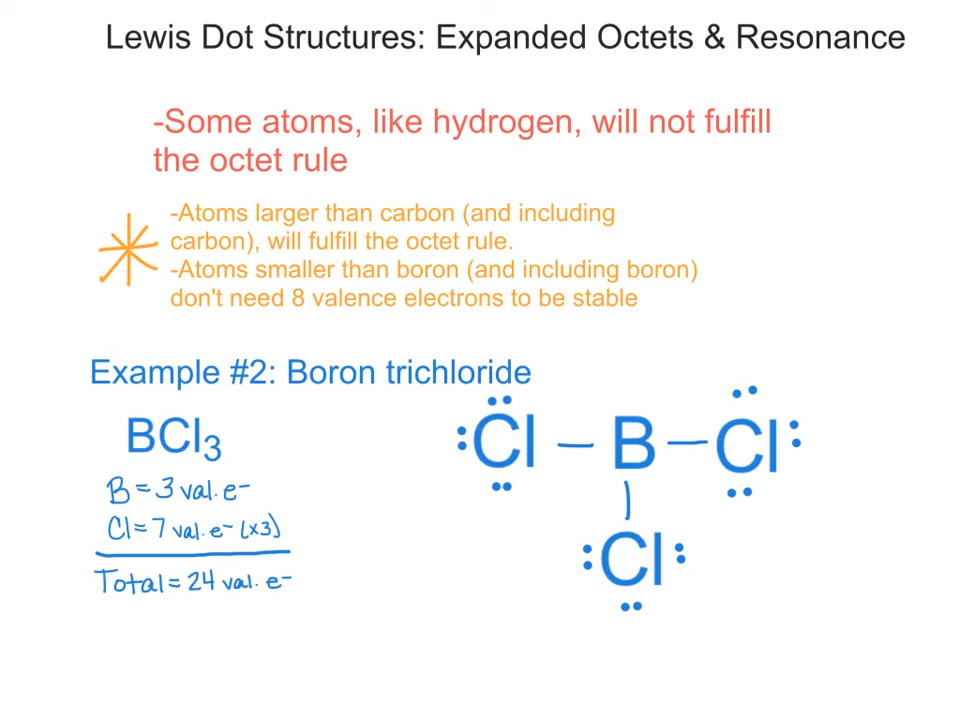 Lewis Dot Structures: Expanded Octets & Resonance
-Some atoms, like hydrogen, will not fulfill
the octet rule
-Atoms larger than carbon (and including
carbon), will fulfill the octet rule.
-Atoms smaller than boron (and including boron)
don't need 8 valence electrons to be stable
Example #2: Boron trichloride
BCl₃
B = 3 val. e⁻
Cl = 7 val. e⁻ (x3)
Total = 24 val. e⁻
Cl — B — Cl
|
Cl